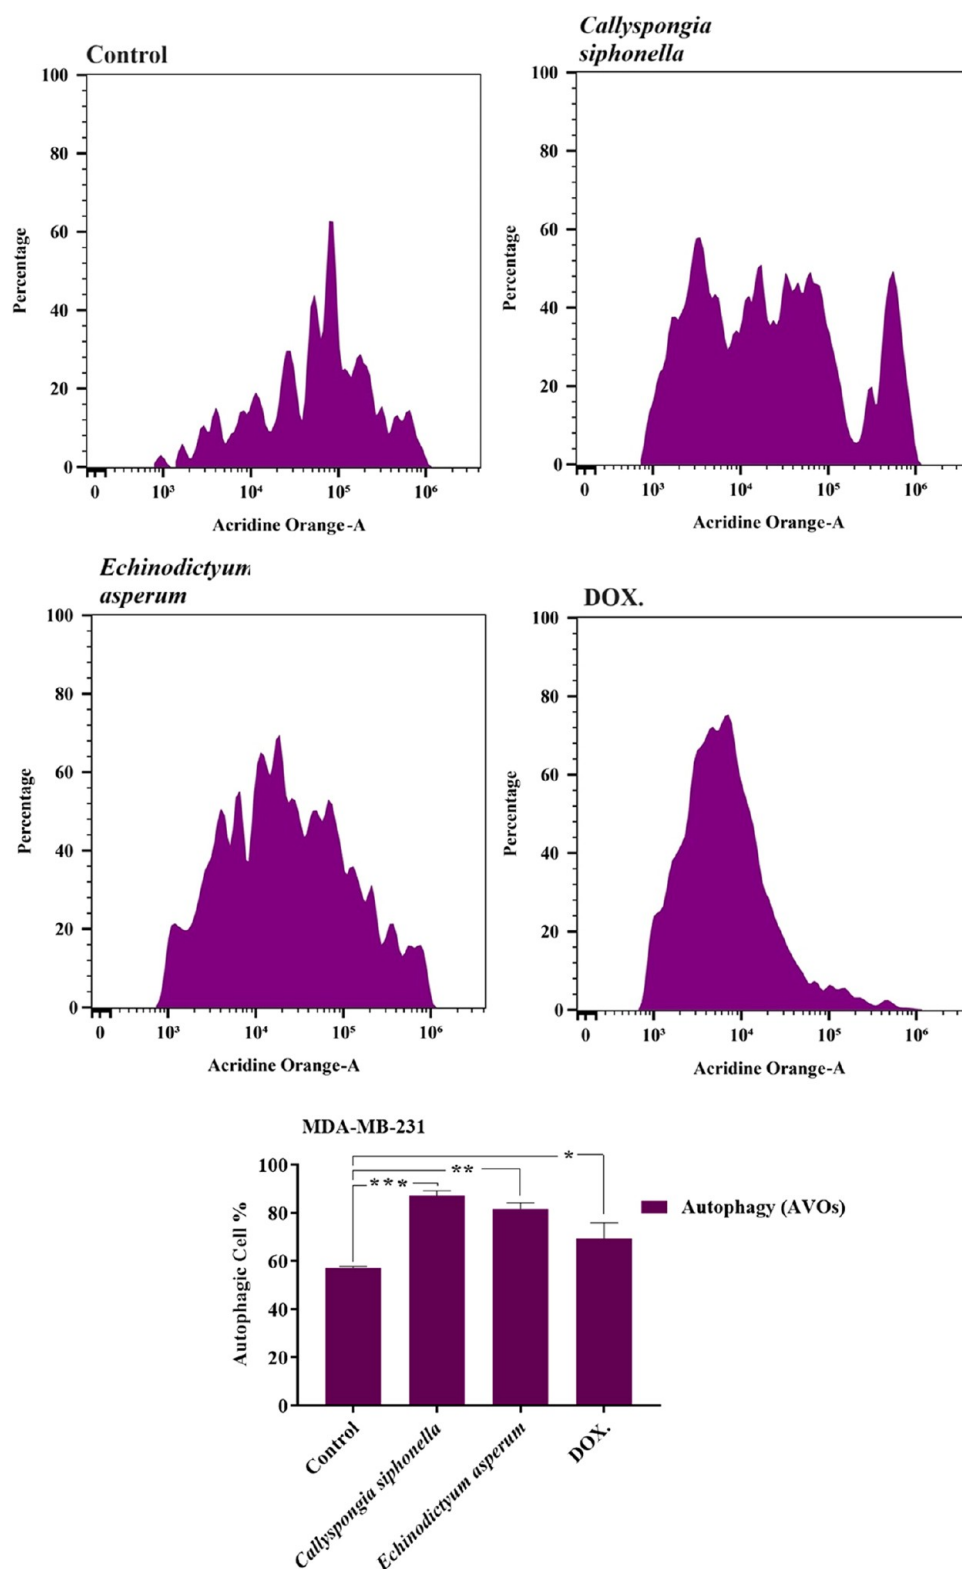 Control
100
80
60
40
20
0
Percentage
0 10³ 10⁴ 10⁵ 10⁶
Acridine Orange-A
Callyspongia
siphonella
100
80
60
40
20
0
Percentage
0 10³ 10⁴ 10⁵ 10⁶
Acridine Orange-A
Echinodictyum
asperum
100
80
60
40
20
0
Percentage
0 10³ 10⁴ 10⁵ 10⁶
Acridine Orange-A
DOX.
100
80
60
40
20
0
Percentage
0 10³ 10⁴ 10⁵ 10⁶
Acridine Orange-A
MDA-MB-231
100
80
60
40
20
0
Autophagic Cell %
*
**
***
Autophagy (AVOs)
Control
Callyspongia siphonella
Echinodictyum asperum
DOX.